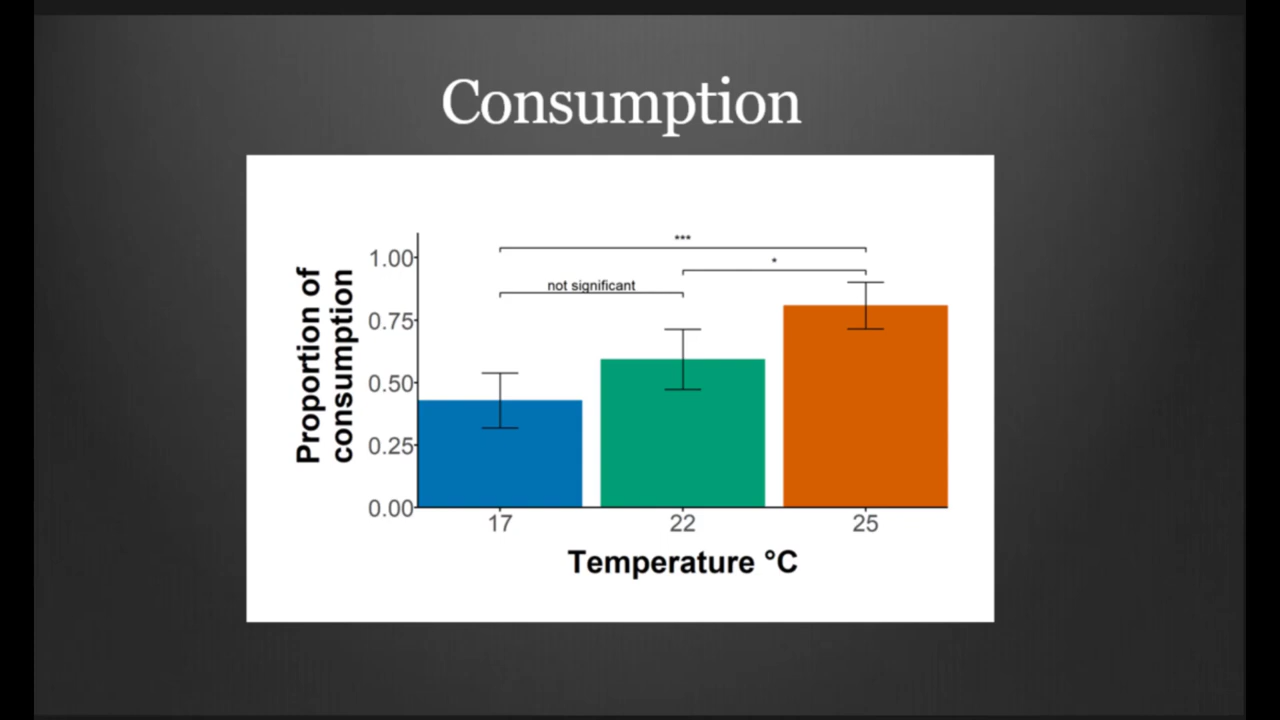 Consumption
***
*
not significant
1.00
0.75
0.50
0.25
0.00
Proportion of
consumption
17 22 25
Temperature °C